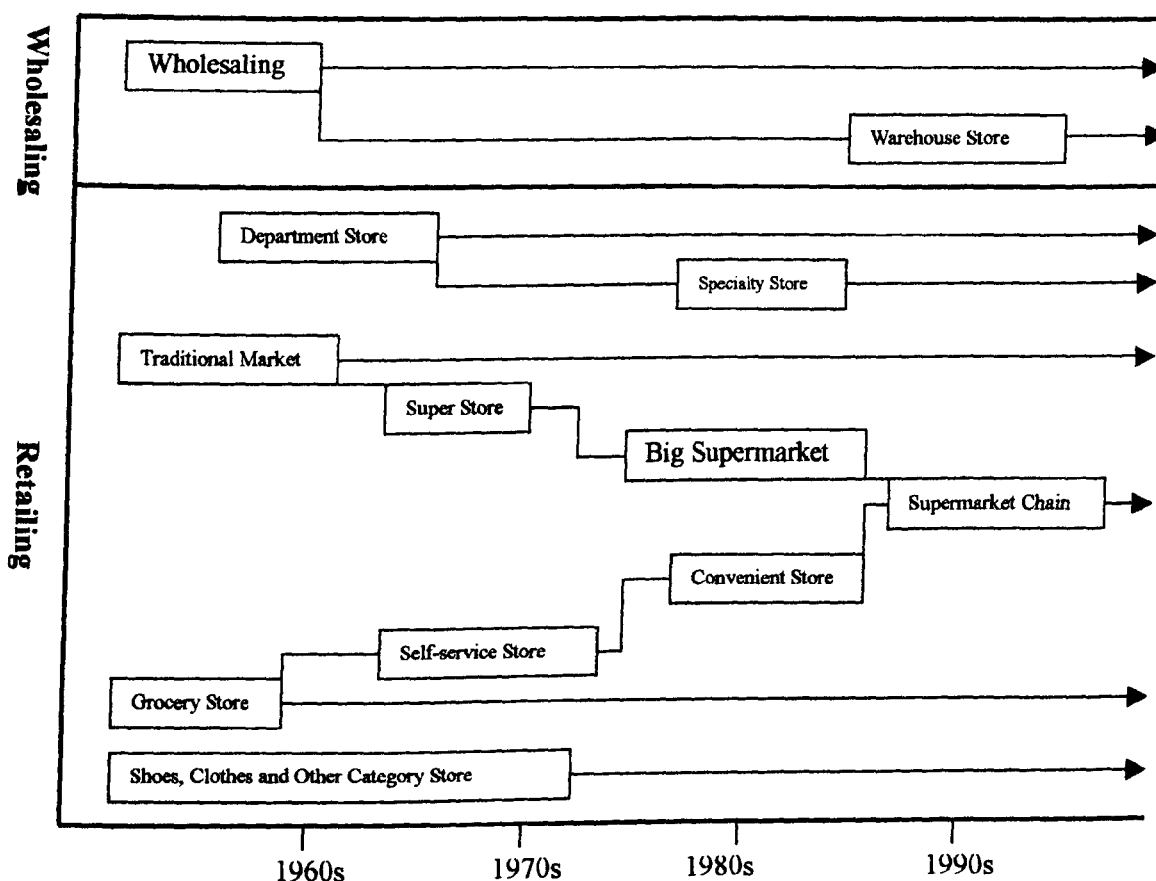 Wholesaling
Wholesaling
Warehouse Store
Retailing
Department Store
Specialty Store
Traditional Market
Super Store
Big Supermarket
Supermarket Chain
Convenient Store
Self-service Store
Grocery Store
Shoes, Clothes and Other Category Store
1960s
1970s
1980s
1990s